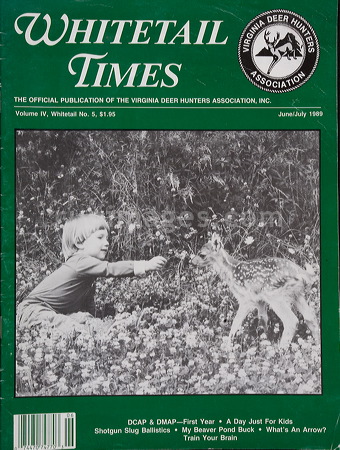 WHITETAIL
TIMES
VIRGINIA DEER HUNTERS
ASSOCIATION
THE OFFICIAL PUBLICATION OF THE VIRGINIA DEER HUNTERS ASSOCIATION, INC.
Volume IV, Whitetail No. 5, $1.95 June/July 1989
DCAP & DMAP—First Year • A Day Just For Kids
Shotgun Slug Ballistics • My Beaver Pond Buck • What's An Arrow?
Train Your Brain